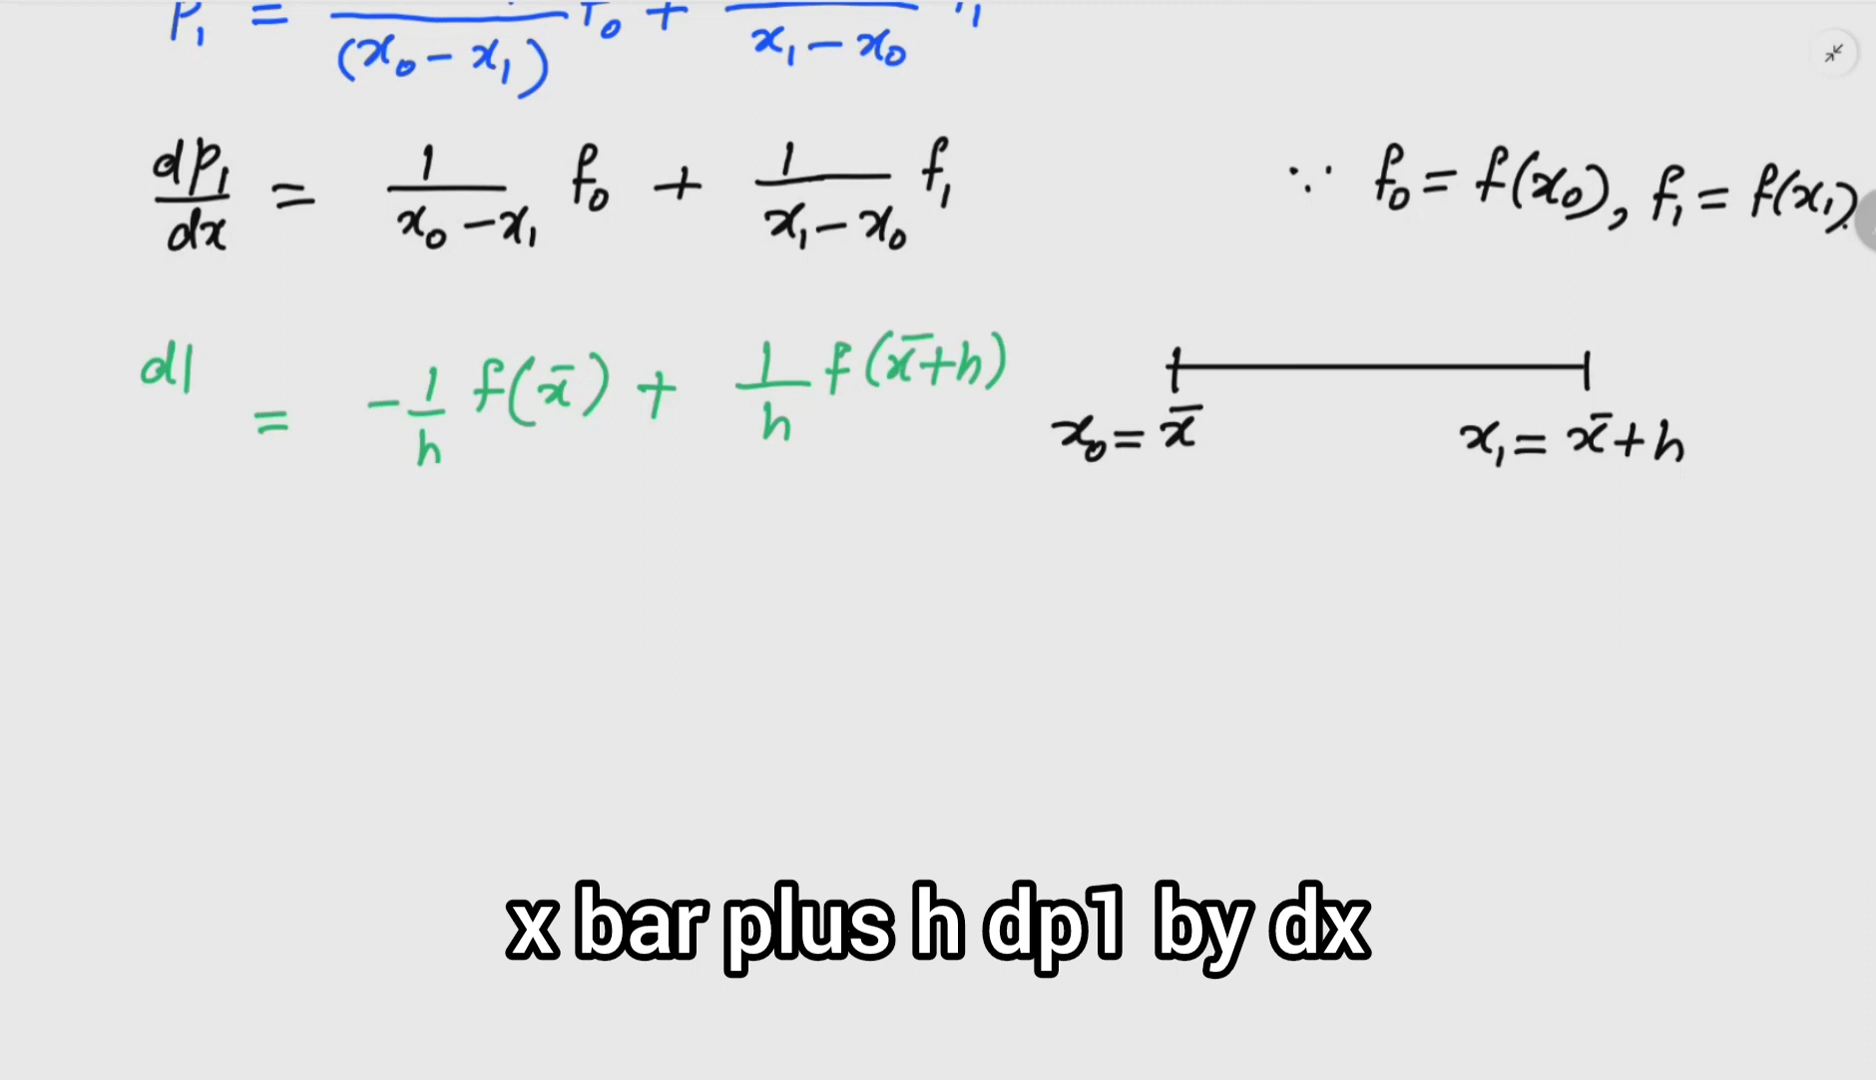 P₁ = / (x₀ - x₁) f₀ + / x₁ - x₀
dp₁/dx = 1/(x₀ - x₁) f₀ + 1/(x₁ - x₀) f₁ ∵ f₀ = f(x₀), f₁ = f(x₁).
d| = -1/h f(x̄) + 1/h f(x̄+h)
x₀ = x̄ x₁ = x̄ + h
x bar plus h dp1 by dx